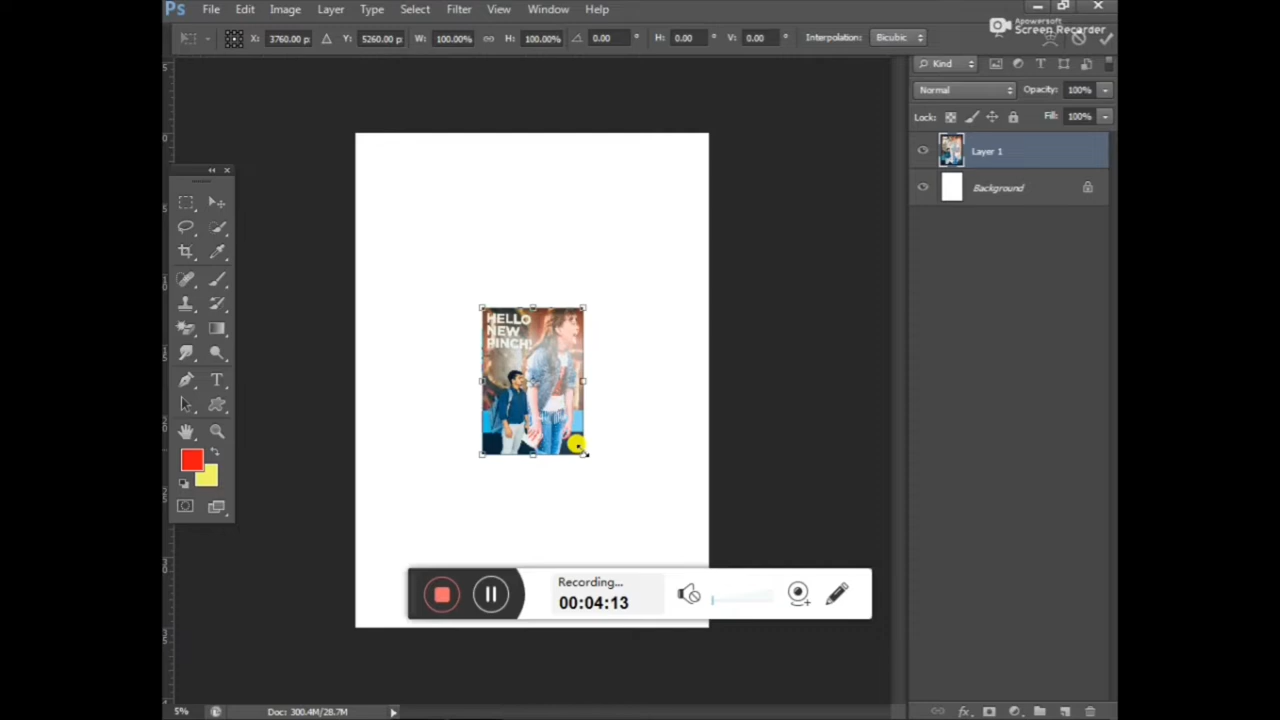 Ps File Edit Image Layer Type Select Filter View Window Help
Apowersoft
Screen Recorder
X: 3760.00 p Y: 5260.00 p W: 100.00% H: 100.00% 0.00 ° H: 0.00 ° V: 0.00 ° Interpolation: Bicubic
Kind
Normal Opacity: 100%
Lock: Fill: 100%
Layer 1
Background
HELLO
NEW
PINCH!
Recording...
00:04:13
5% Doc: 300.4M/28.7M